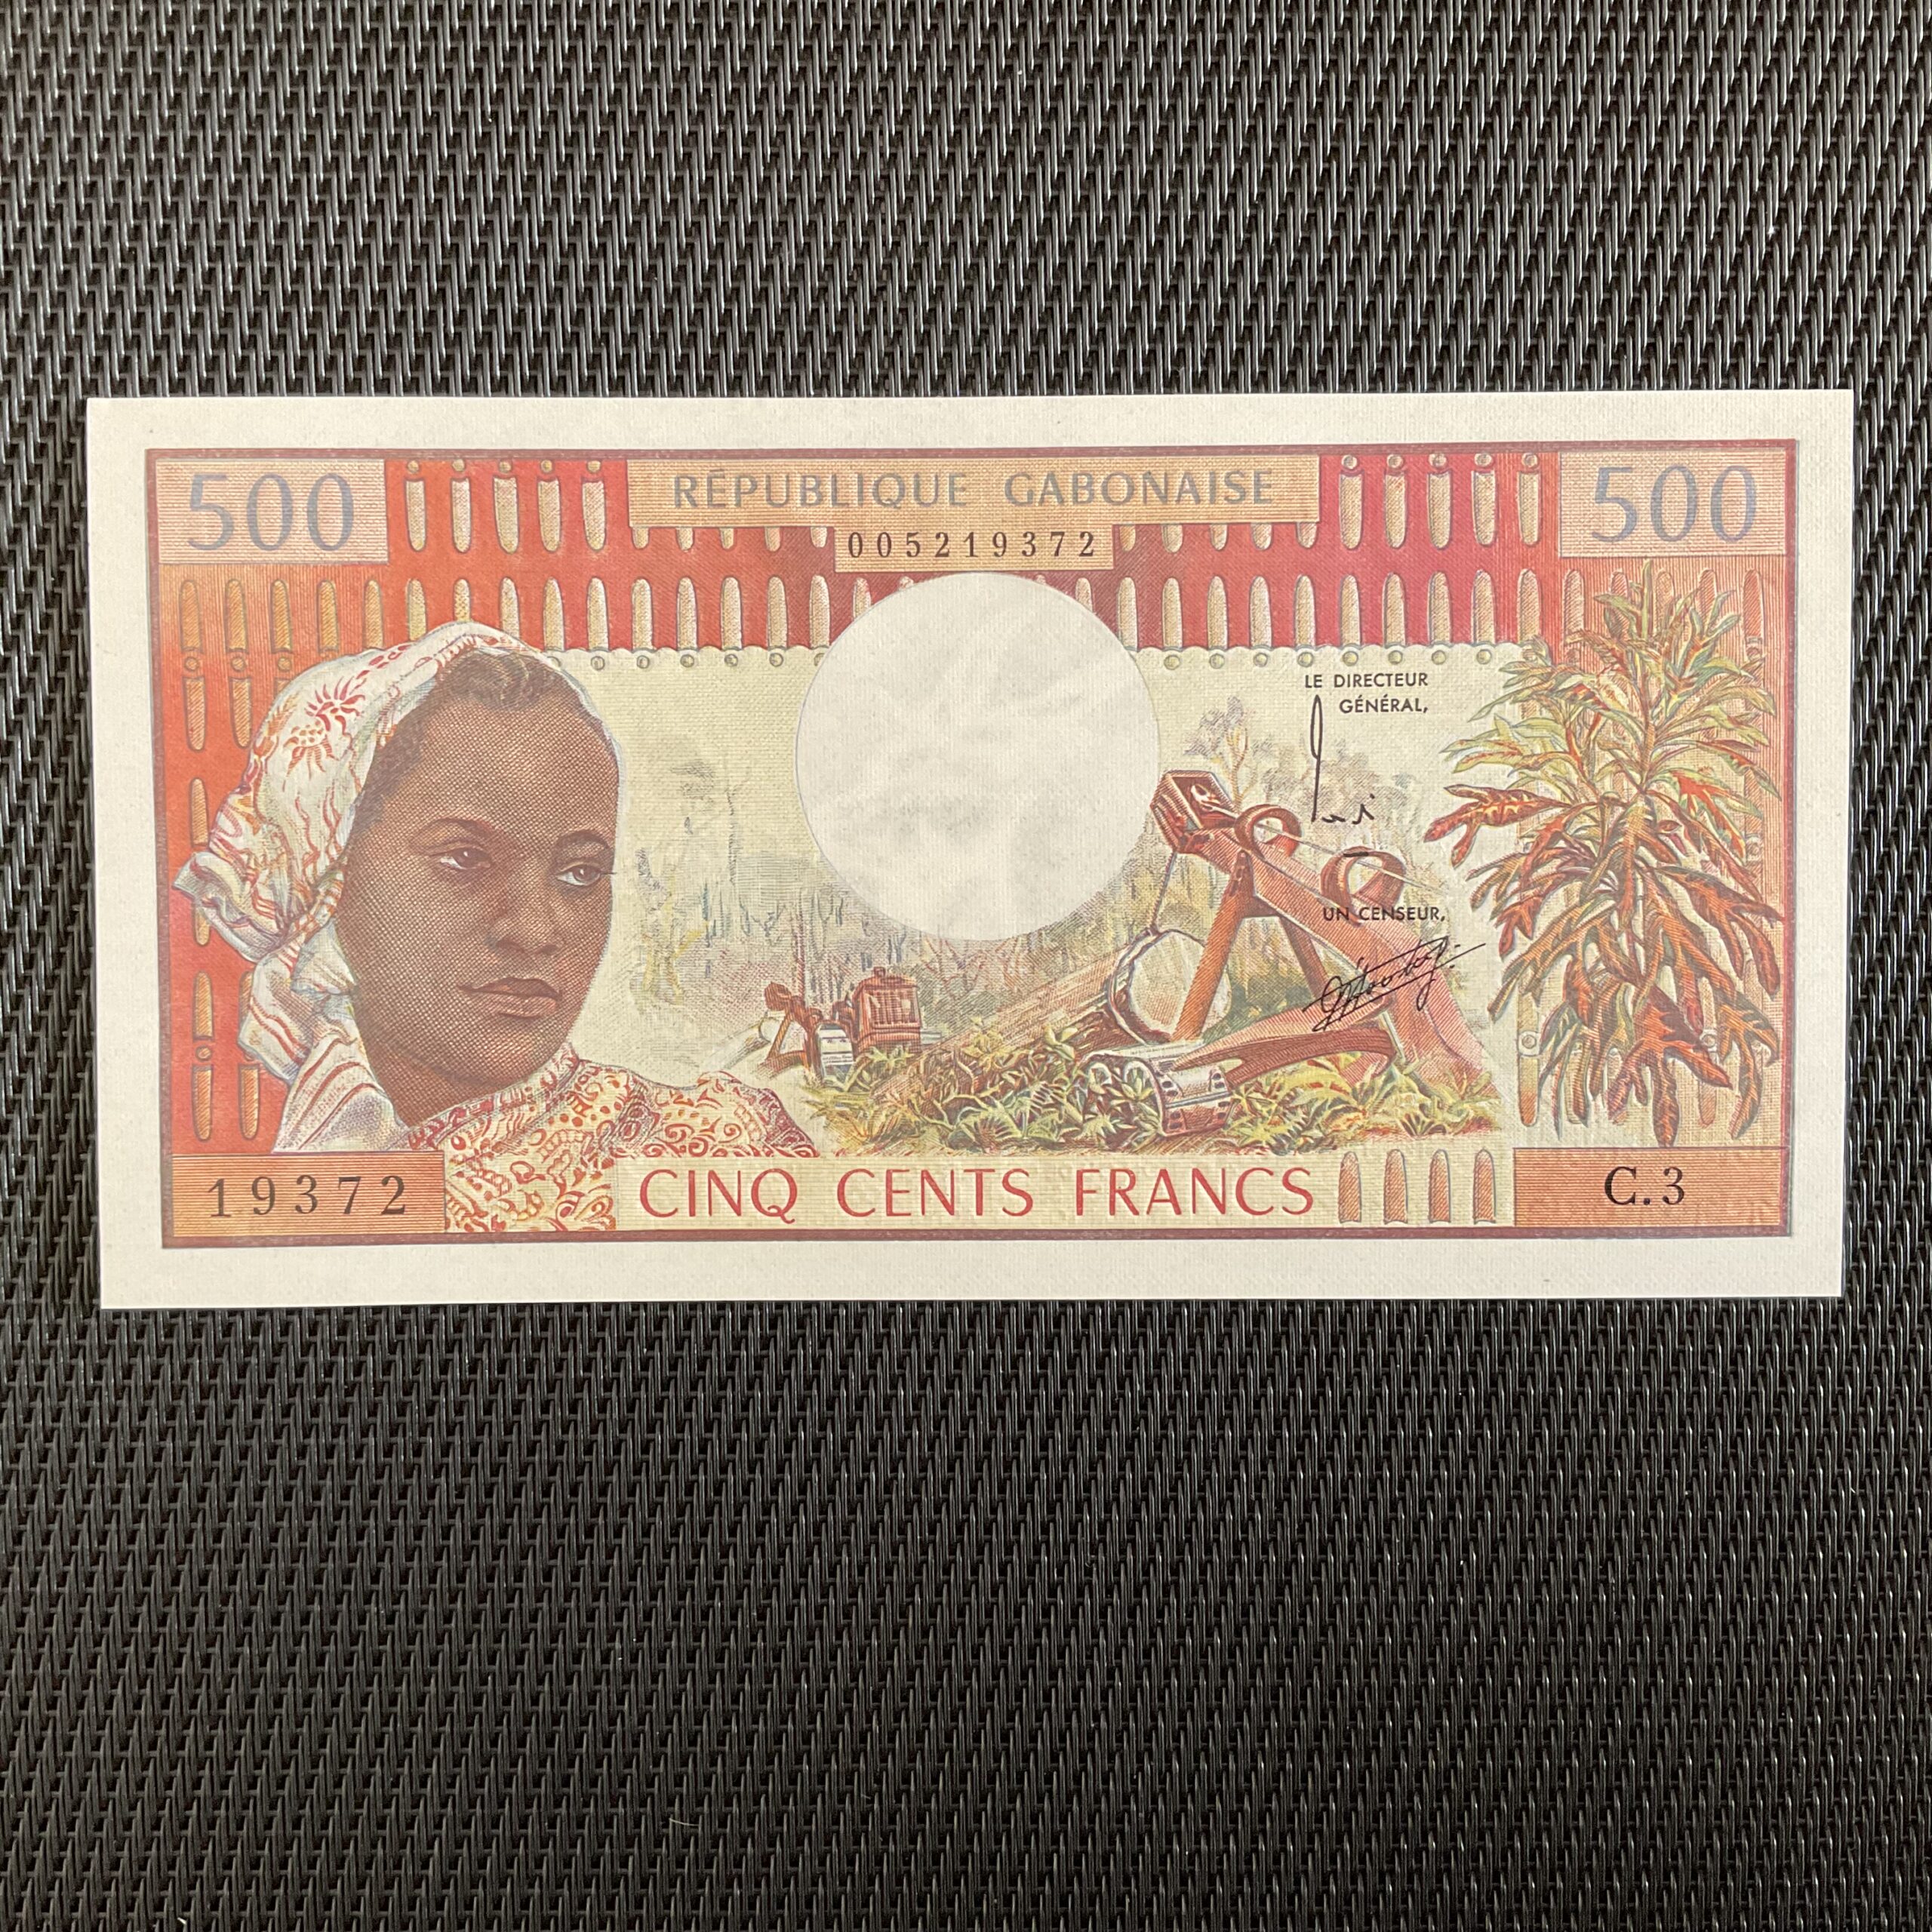 500
RÉPUBLIQUE GABONAISE
500
005219372
LE DIRECTEUR
GÉNÉRAL,
UN CENSEUR,
19372
CINQ CENTS FRANCS
C.3